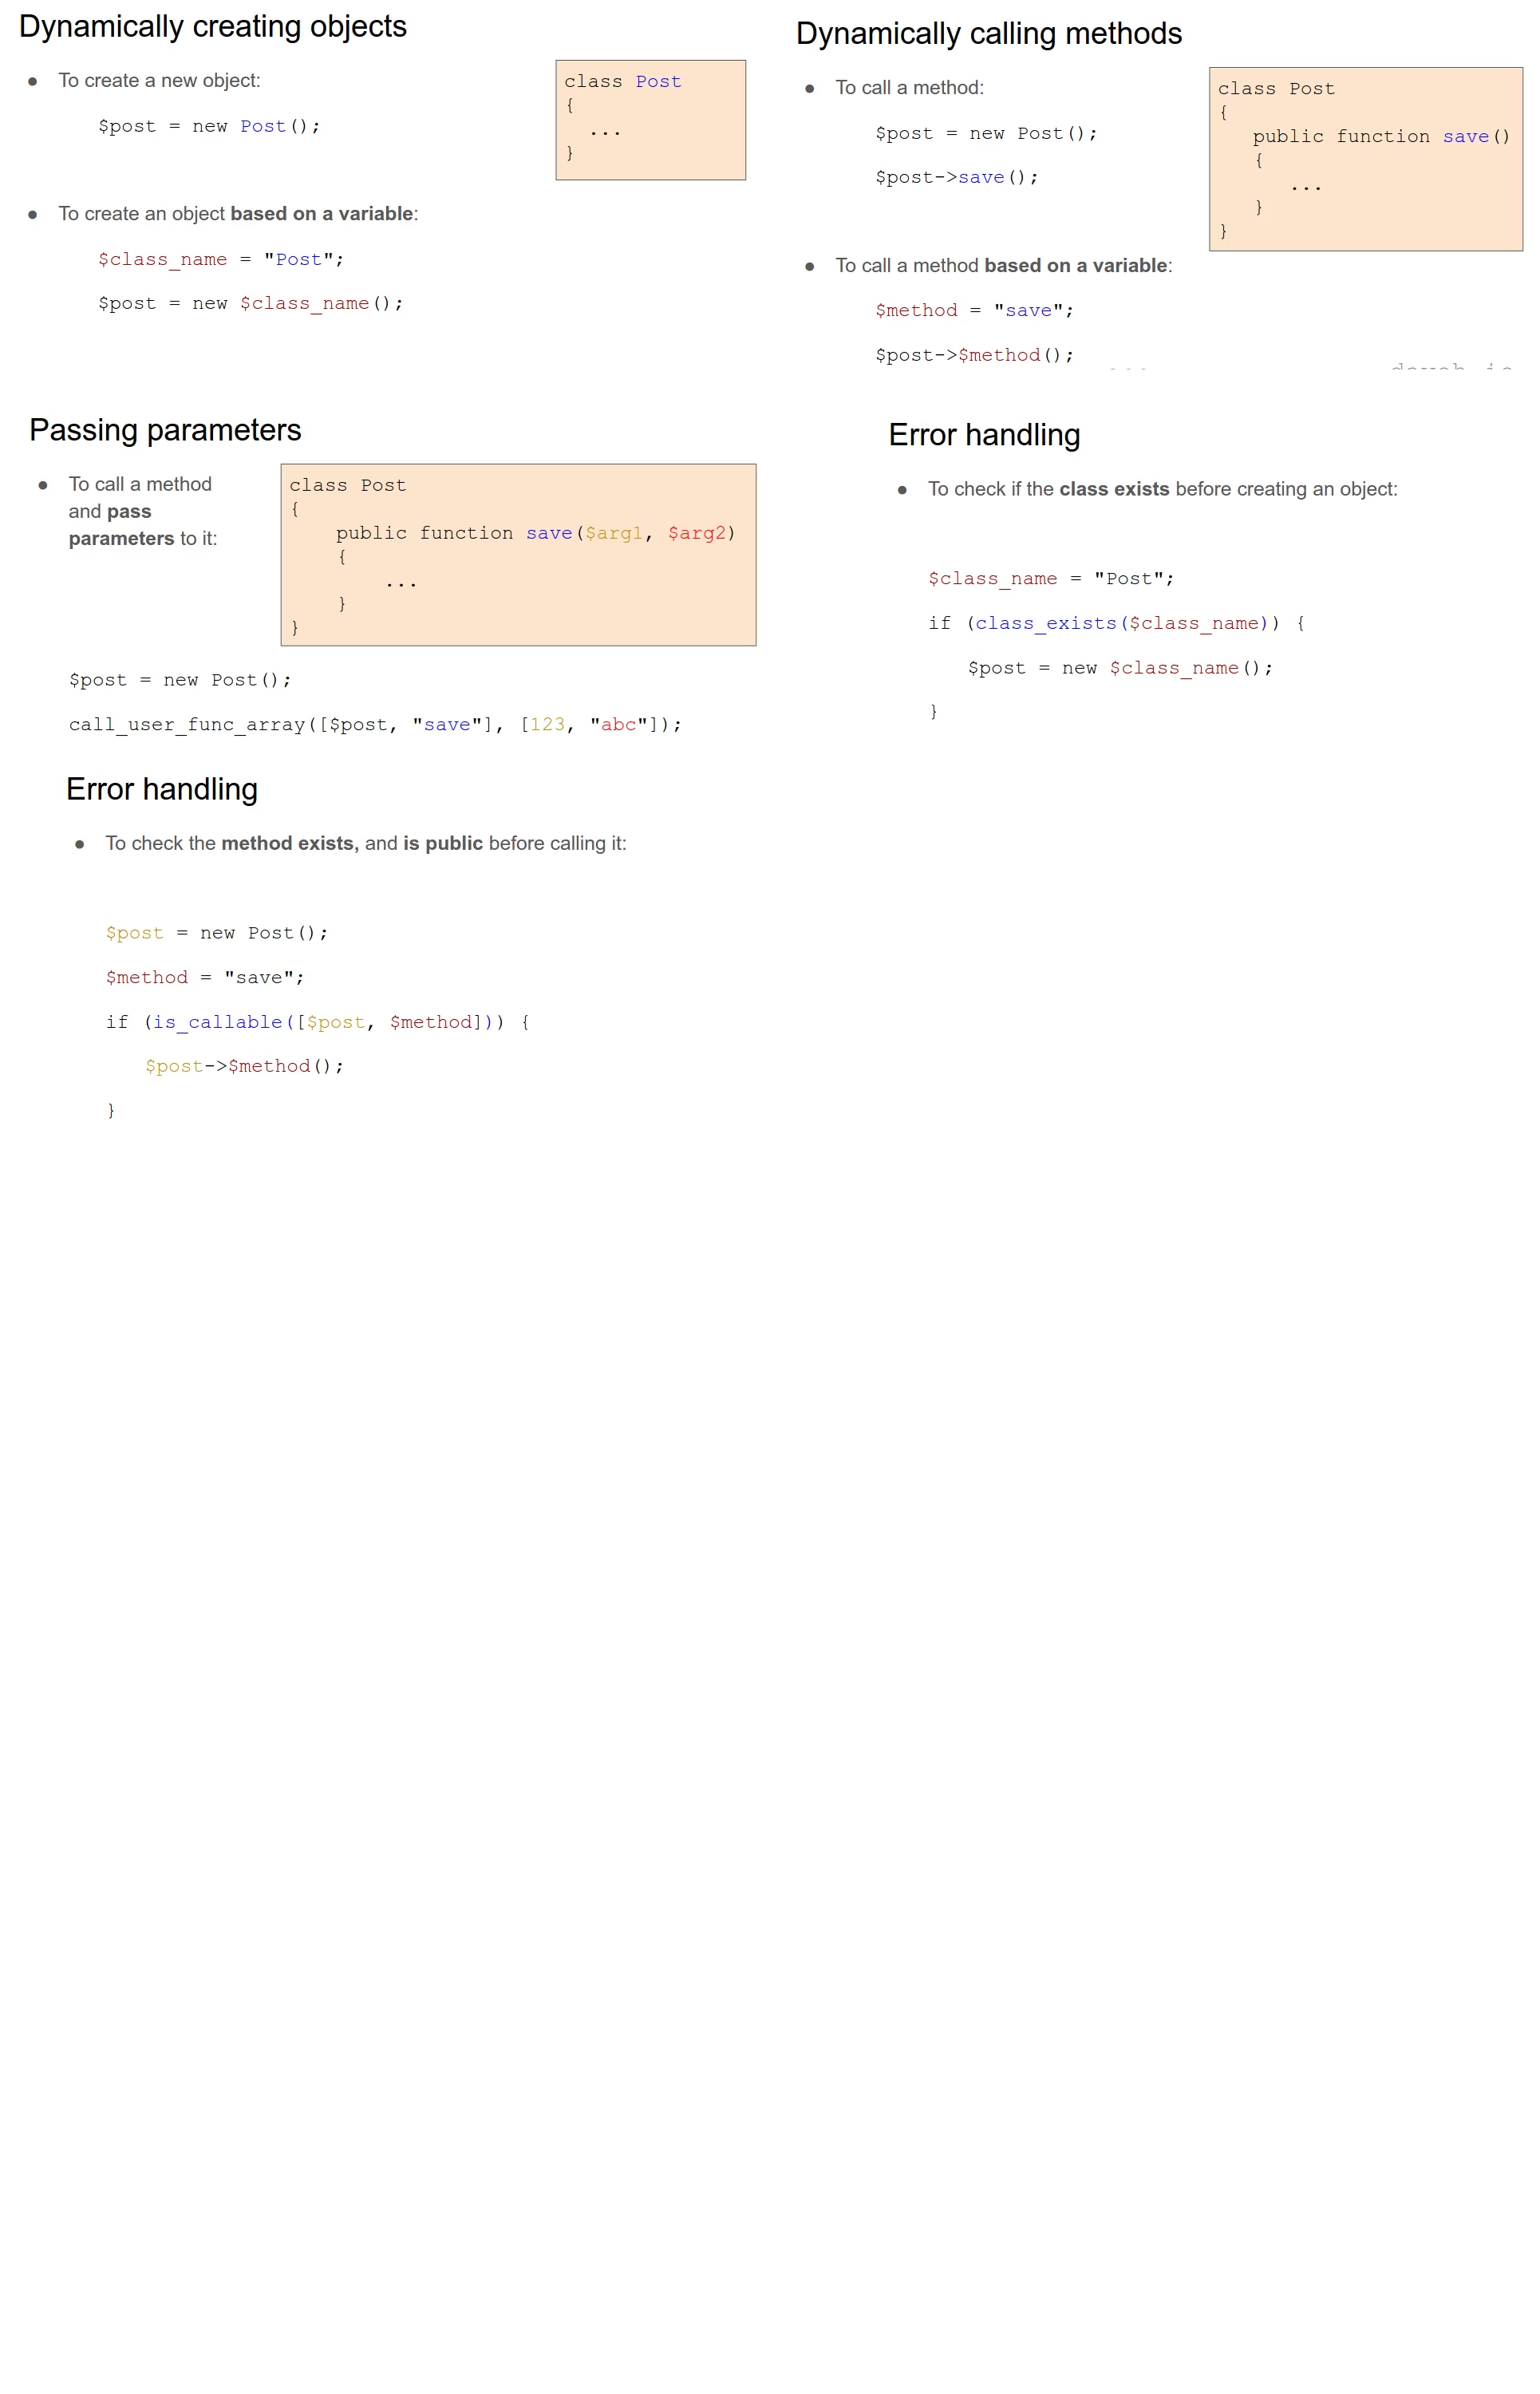 Dynamically creating objects
● To create a new object:
$post = new Post();
class Post
{
...
}
● To create an object based on a variable:
$class_name = "Post";
$post = new $class_name();
Dynamically calling methods
● To call a method:
$post = new Post();
$post->save();
class Post
{
public function save()
{
...
}
}
● To call a method based on a variable:
$method = "save";
$post->$method();
Passing parameters
● To call a method
and pass
parameters to it:
class Post
{
public function save($arg1, $arg2)
{
...
}
}
$post = new Post();
call_user_func_array([$post, "save"], [123, "abc"]);
Error handling
● To check if the class exists before creating an object:
$class_name = "Post";
if (class_exists($class_name)) {
$post = new $class_name();
}
Error handling
● To check the method exists, and is public before calling it:
$post = new Post();
$method = "save";
if (is_callable([$post, $method])) {
$post->$method();
}